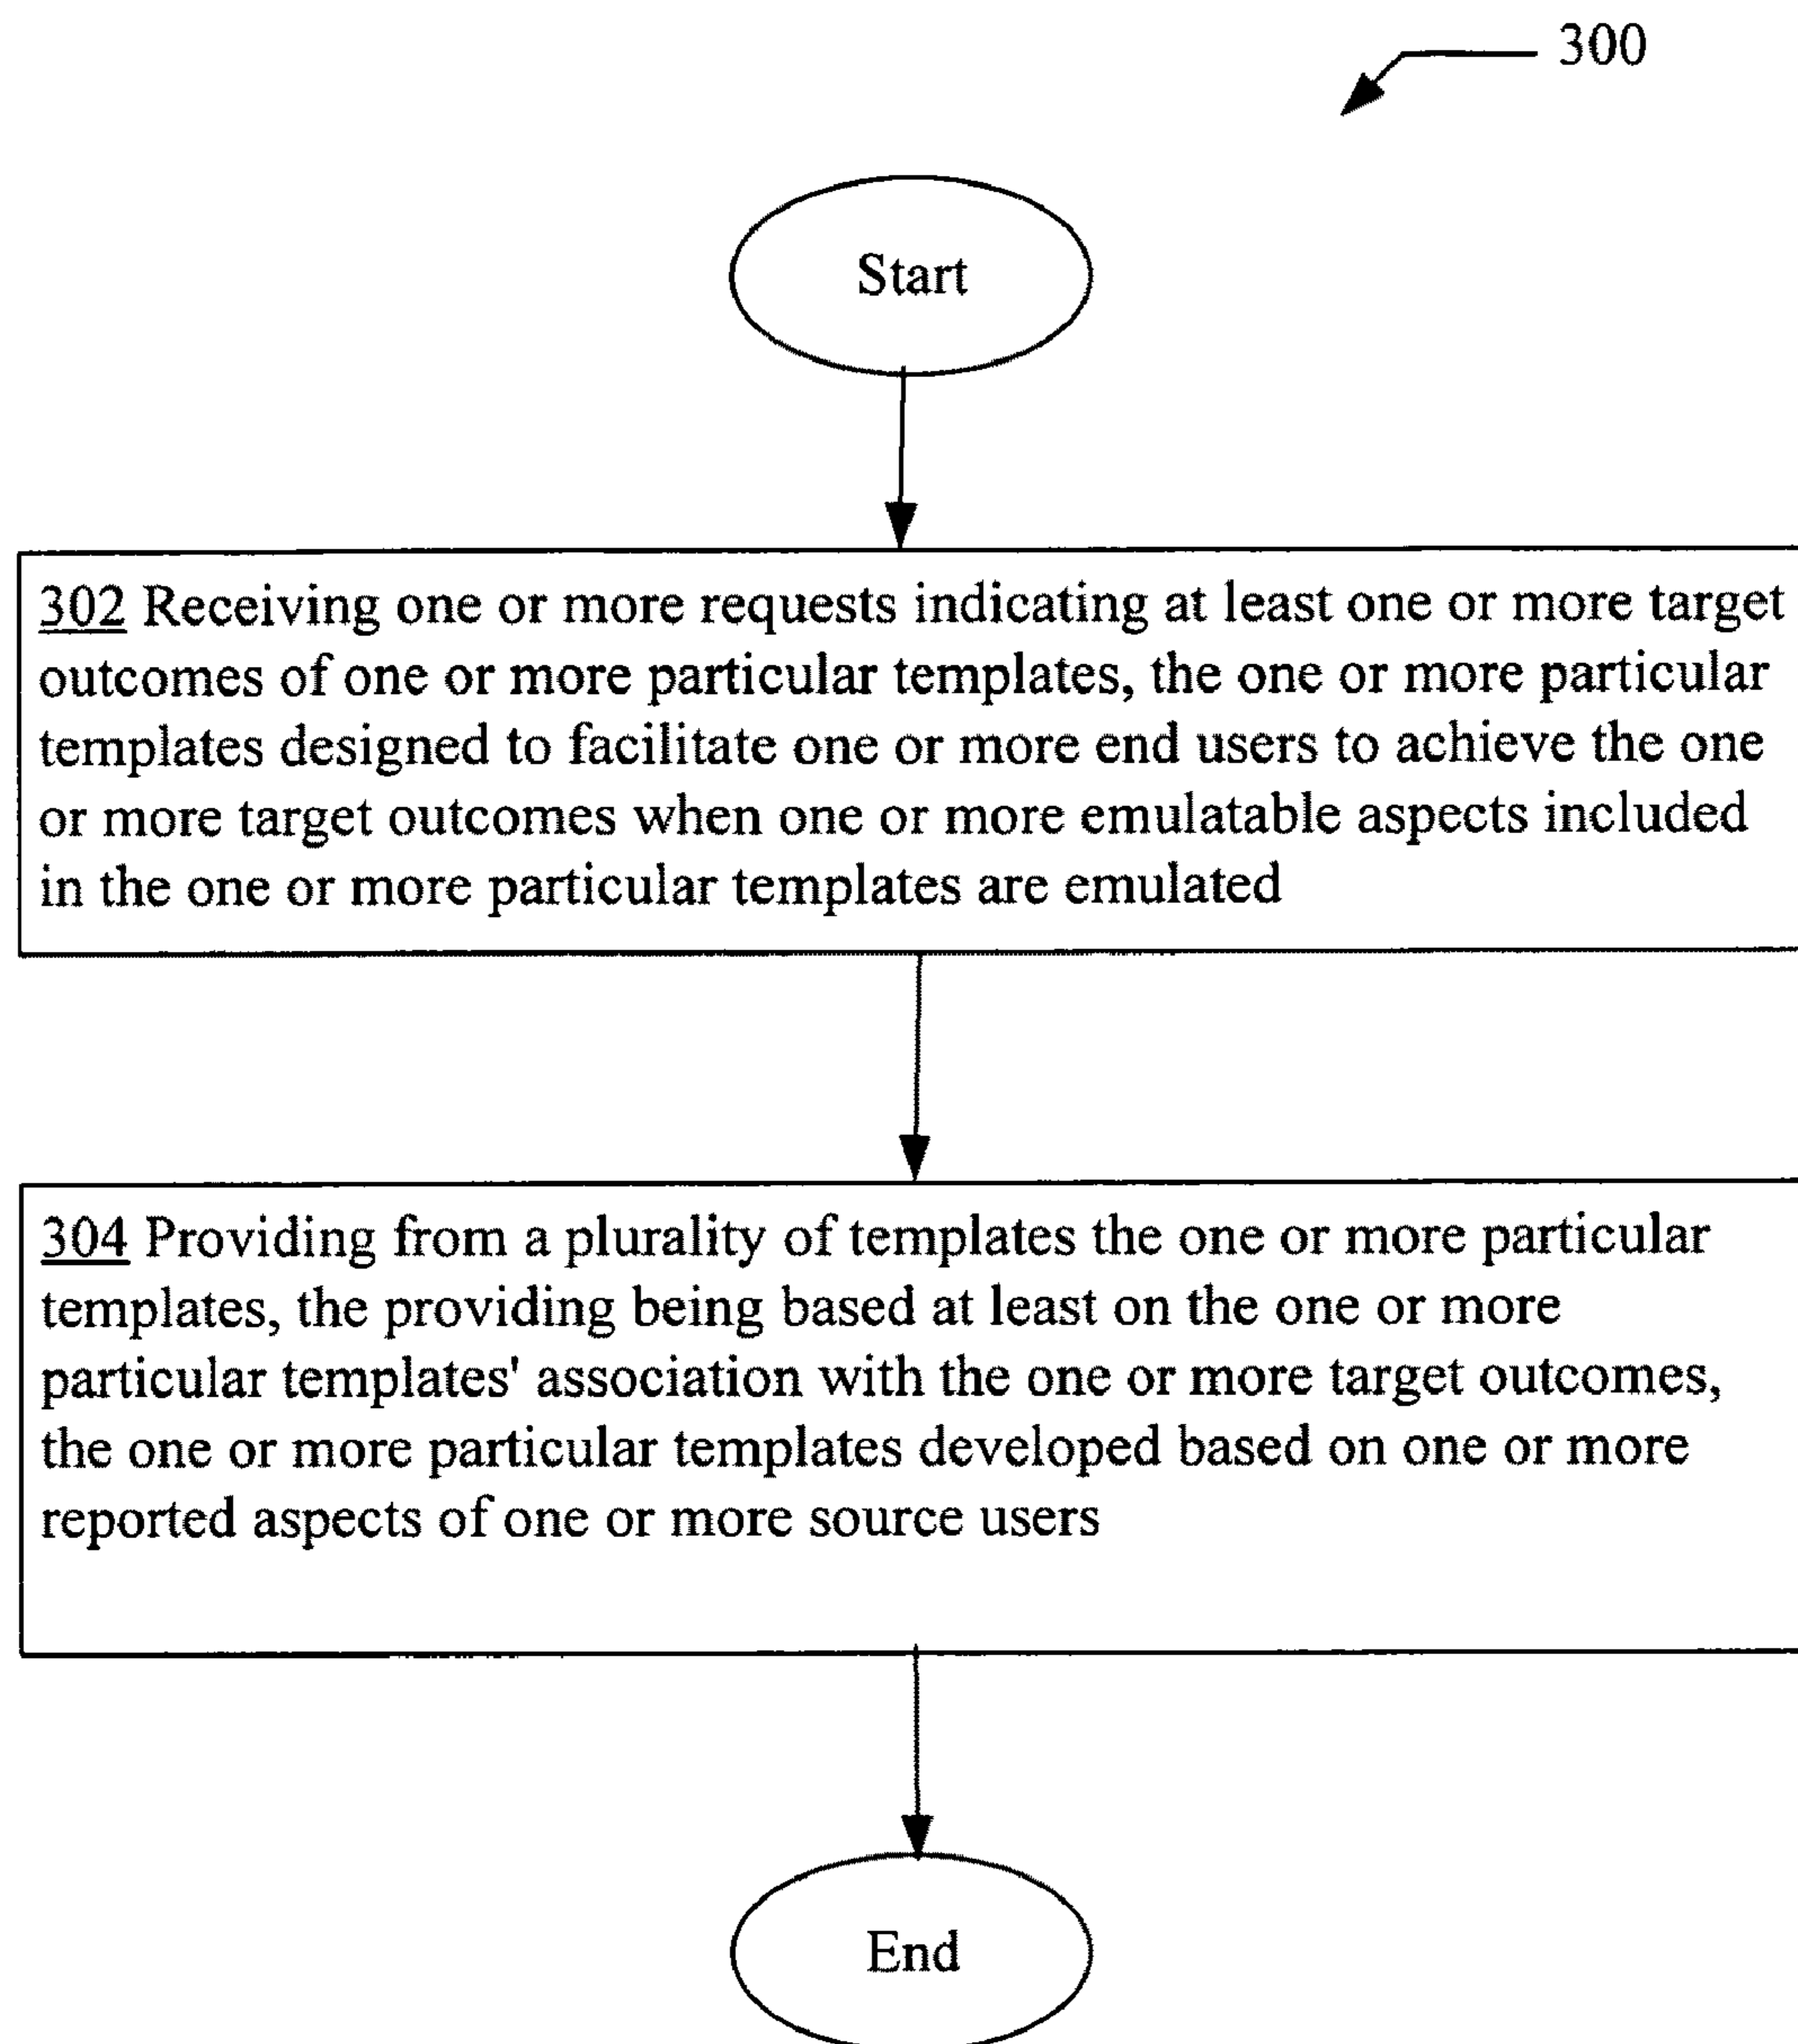 300
Start
302 Receiving one or more requests indicating at least one or more target
outcomes of one or more particular templates, the one or more particular
templates designed to facilitate one or more end users to achieve the one
or more target outcomes when one or more emulatable aspects included
in the one or more particular templates are emulated
304 Providing from a plurality of templates the one or more particular
templates, the providing being based at least on the one or more
particular templates' association with the one or more target outcomes,
the one or more particular templates developed based on one or more
reported aspects of one or more source users
End